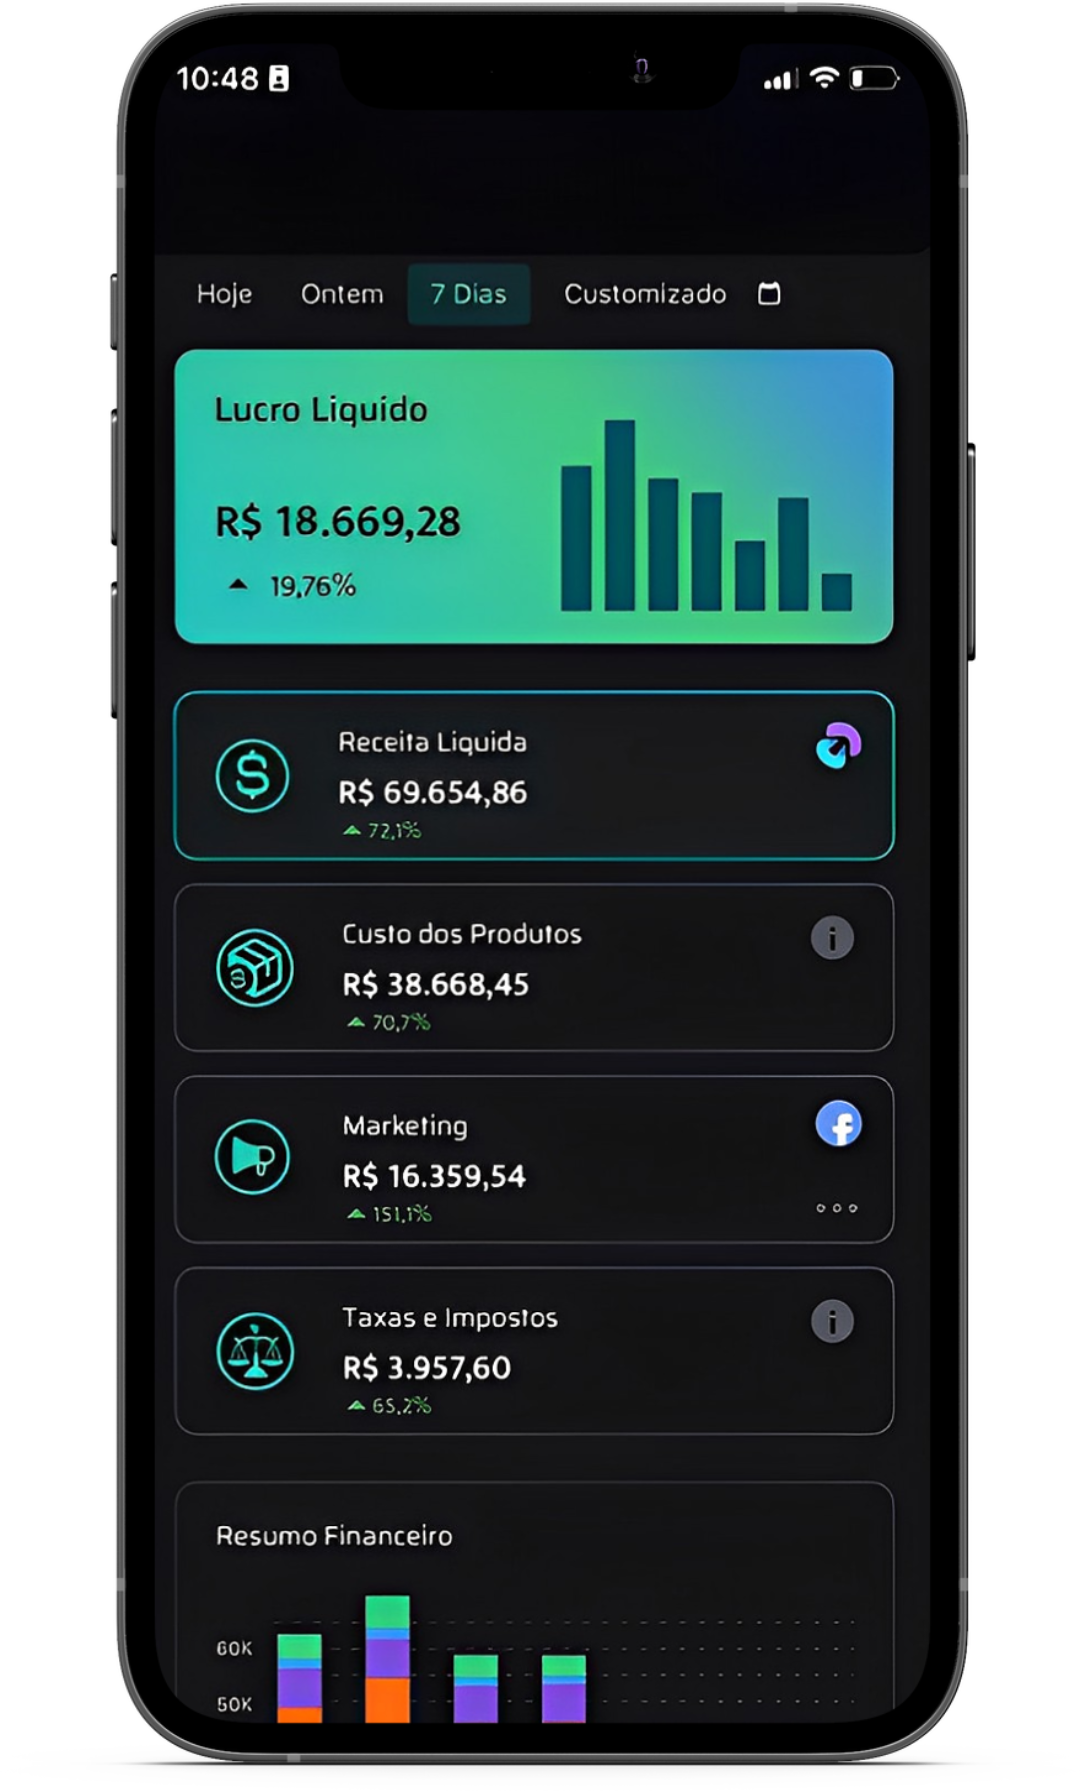 10:48
Hoje Ontem 7 Dias Customizado
Lucro Liquido
R$ 18.669,28
19,76%
Receita Liquida
R$ 69.654,86
72,1%
Custo dos Produtos
R$ 38.668,45
70,7%
Marketing
R$ 16.359,54
151,1%
Taxas e Impostos
R$ 3.957,60
65,2%
Resumo Financeiro
60K
50K